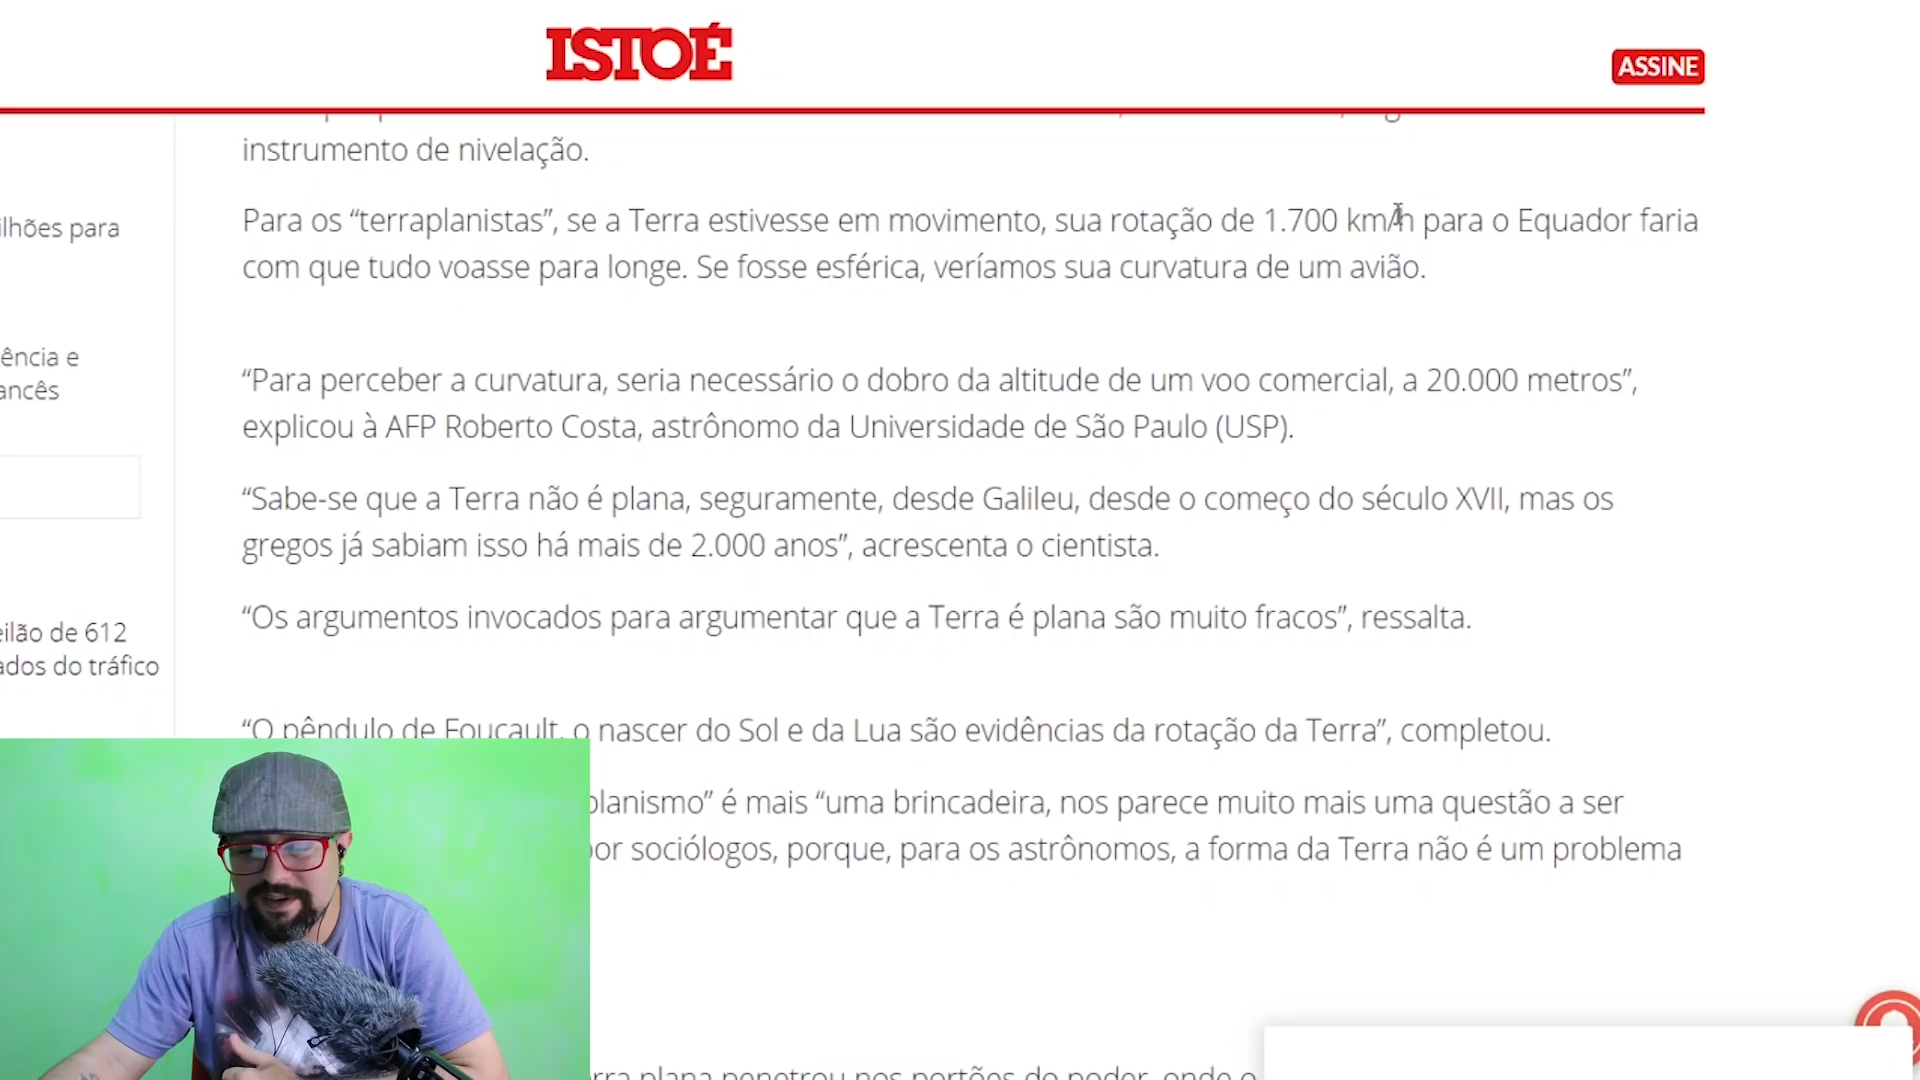 ISTOÉ
ASSINE
instrumento de nivelação.
Para os “terraplanistas”, se a Terra estivesse em movimento, sua rotação de 1.700 km/h para o Equador faria
com que tudo voasse para longe. Se fosse esférica, veríamos sua curvatura de um avião.
“Para perceber a curvatura, seria necessário o dobro da altitude de um voo comercial, a 20.000 metros”,
explicou à AFP Roberto Costa, astrônomo da Universidade de São Paulo (USP).
“Sabe-se que a Terra não é plana, seguramente, desde Galileu, desde o começo do século XVII, mas os
gregos já sabiam isso há mais de 2.000 anos”, acrescenta o cientista.
“Os argumentos invocados para argumentar que a Terra é plana são muito fracos”, ressalta.
“O pêndulo de Foucault, o nascer do Sol e da Lua são evidências da rotação da Terra”, completou.
planismo” é mais “uma brincadeira, nos parece muito mais uma questão a ser
por sociólogos, porque, para os astrônomos, a forma da Terra não é um problema
erra plana penetrou nos portões do poder, onde o
ilhões para
ência e
ancês
eilão de 612
ados do tráfico